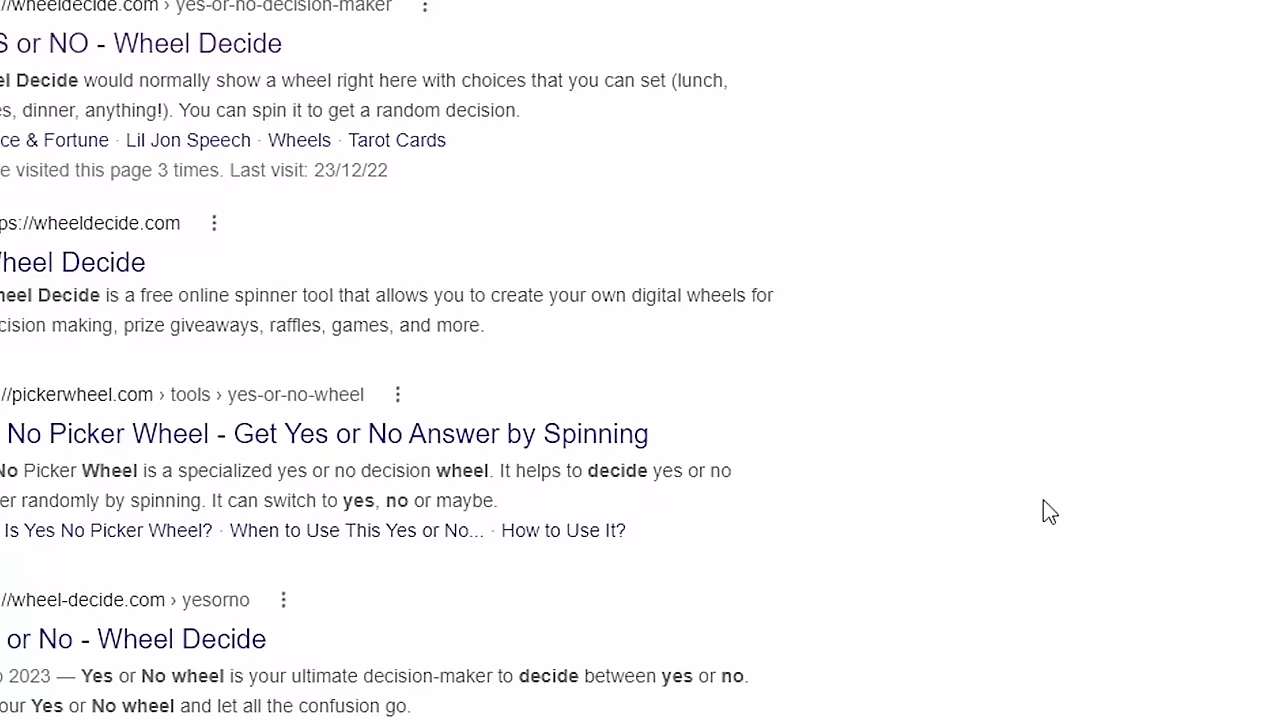 ://wheeldecide.com › yes-or-no-decision-maker
S or NO - Wheel Decide
el Decide would normally show a wheel right here with choices that you can set (lunch,
es, dinner, anything!). You can spin it to get a random decision.
ce & Fortune · Lil Jon Speech · Wheels · Tarot Cards
e visited this page 3 times. Last visit: 23/12/22
ps://wheeldecide.com
Wheel Decide
heel Decide is a free online spinner tool that allows you to create your own digital wheels for
cision making, prize giveaways, raffles, games, and more.
://pickerwheel.com › tools › yes-or-no-wheel
No Picker Wheel - Get Yes or No Answer by Spinning
No Picker Wheel is a specialized yes or no decision wheel. It helps to decide yes or no
er randomly by spinning. It can switch to yes, no or maybe.
Is Yes No Picker Wheel? · When to Use This Yes or No... · How to Use It?
://wheel-decide.com › yesorno
or No - Wheel Decide
2023 — Yes or No wheel is your ultimate decision-maker to decide between yes or no.
our Yes or No wheel and let all the confusion go.